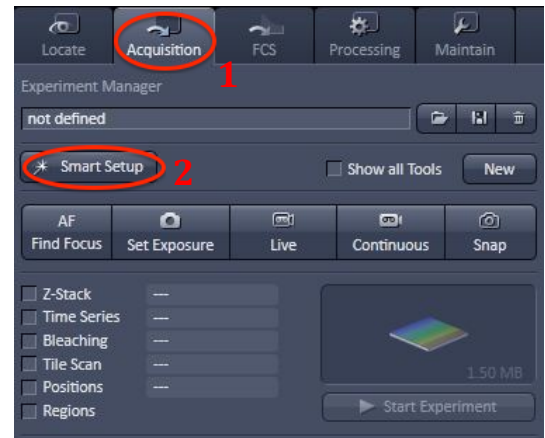 Locate Acquisition FCS Processing Maintain
1
Experiment Manager
not defined
Smart Setup 2 Show all Tools New
AF
Find Focus Set Exposure Live Continuous Snap
Z-Stack ---
Time Series ---
Bleaching ---
Tile Scan ---
Positions ---
Regions
1.50 MB
Start Experiment